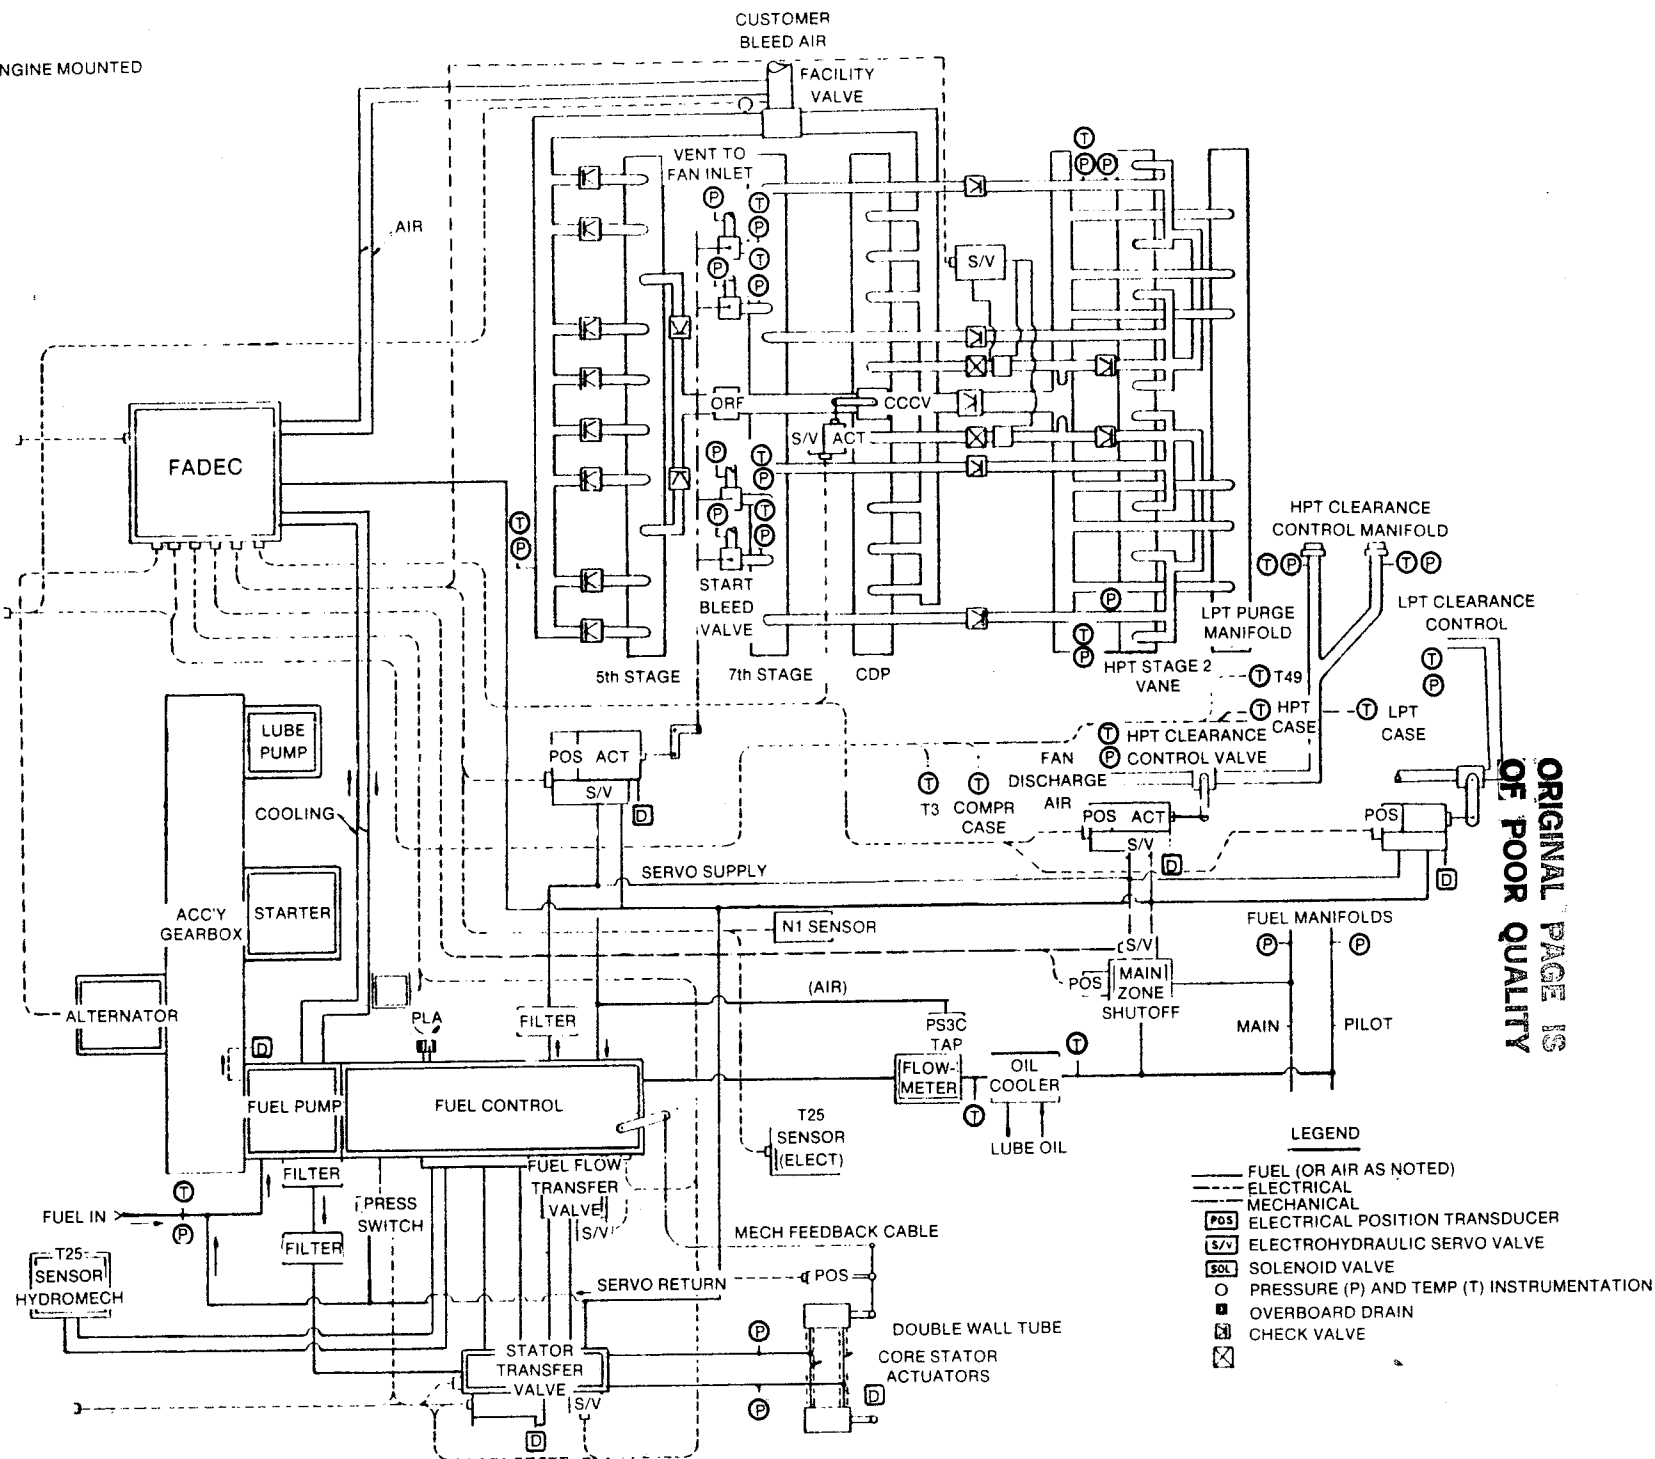 CUSTOMER
BLEED AIR
NGINE MOUNTED
FACILITY
VALVE
VENT TO
FAN INLET
T
P P
P
T
P
T
P
P
AIR
S/V
ORF
CCCV
S/V ACT
FADEC
P
T
P
P
T
P
T
P
START
BLEED
VALVE
5th STAGE
7th STAGE
CDP
P
T
P
HPT STAGE 2
VANE
LPT PURGE
MANIFOLD
HPT CLEARANCE
CONTROL MANIFOLD
T P
T P
LPT CLEARANCE
CONTROL
T
P
T T49
T HPT
CASE
T LPT
CASE
T HPT CLEARANCE
P CONTROL VALVE
FAN
DISCHARGE
AIR
T
T3
T
COMPR
CASE
LUBE
PUMP
POS ACT
S/V
D
COOLING
POS ACT
S/V
D
POS
D
ORIGINAL PAGE IS
OF POOR QUALITY
SERVO SUPPLY
ACC'Y
GEARBOX
STARTER
N1 SENSOR
FUEL MANIFOLDS
P
P
S/V
POS
MAIN
ZONE
SHUTOFF
ALTERNATOR
PLA
FILTER
(AIR)
PS3C
TAP
MAIN
PILOT
D
FUEL PUMP
FUEL CONTROL
FLOW-
METER
OIL
COOLER
T
T
LUBE OIL
T25
SENSOR
(ELECT)
FILTER
FUEL FLOW
TRANSFER
VALVE
S/V
T
FUEL IN
P
PRESS
SWITCH
FILTER
T25
SENSOR
HYDROMECH
MECH FEEDBACK CABLE
SERVO RETURN
POS
STATOR
TRANSFER
VALVE
S/V
D
P
P
DOUBLE WALL TUBE
CORE STATOR
ACTUATORS
D
LEGEND
FUEL (OR AIR AS NOTED)
ELECTRICAL
MECHANICAL
POS ELECTRICAL POSITION TRANSDUCER
S/V ELECTROHYDRAULIC SERVO VALVE
SOL SOLENOID VALVE
PRESSURE (P) AND TEMP (T) INSTRUMENTATION
OVERBOARD DRAIN
CHECK VALVE